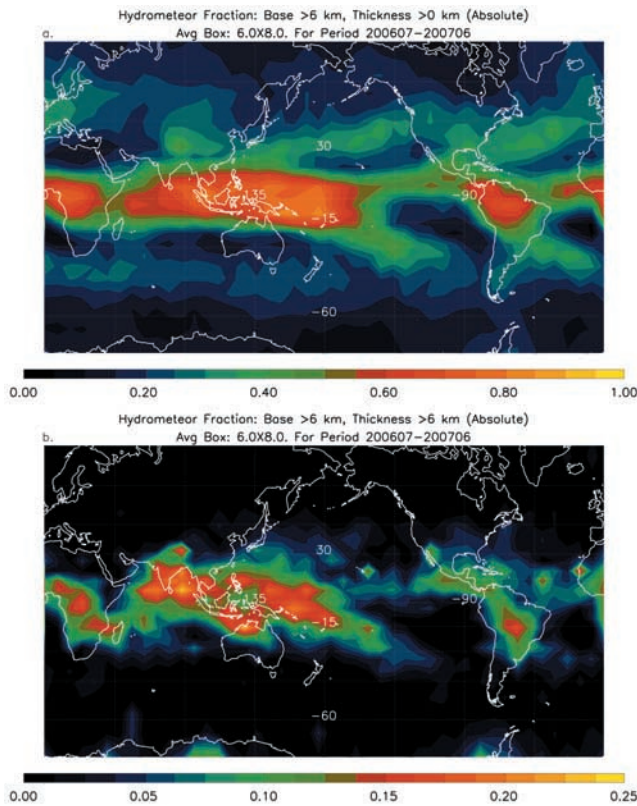 Hydrometeor Fraction: Base >6 km, Thickness >0 km (Absolute)
a. Avg Box: 6.0X8.0. For Period 200607-200706
30
135
-90
-15
-60
0.00 0.20 0.40 0.60 0.80 1.00
Hydrometeor Fraction: Base >6 km, Thickness >6 km (Absolute)
b. Avg Box: 6.0X8.0. For Period 200607-200706
30
135
-90
-15
-60
0.00 0.05 0.10 0.15 0.20 0.25